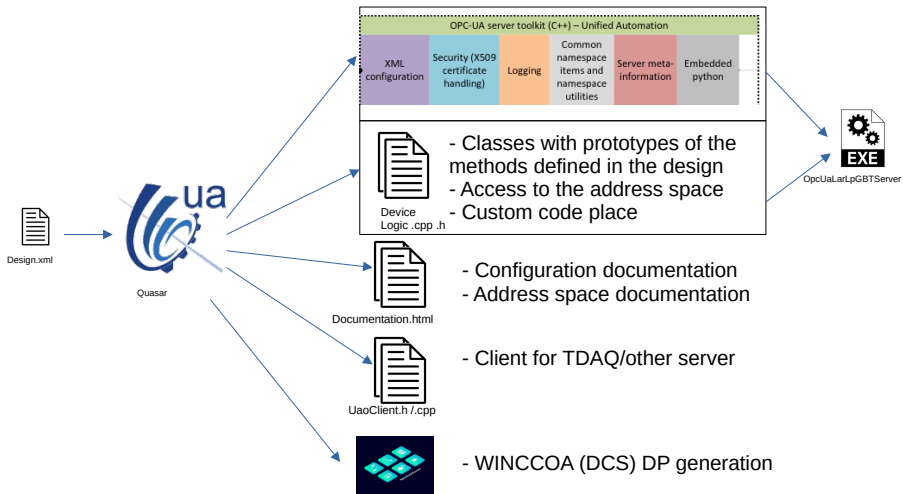 OPC-UA server toolkit (C++) – Unified Automation
XML
configuration
Security (X509
certificate
handling)
Logging
Common
namespace
items and
namespace
utilities
Server meta-
information
Embedded
python
- Classes with prototypes of the
methods defined in the design
- Access to the address space
- Custom code place
Device
Logic .cpp .h
EXE
OpcUaLarLpGBTServer
ua
Design.xml
Quasar
- Configuration documentation
- Address space documentation
Documentation.html
- Client for TDAQ/other server
UaoClient.h /.cpp
- WINCCOA (DCS) DP generation